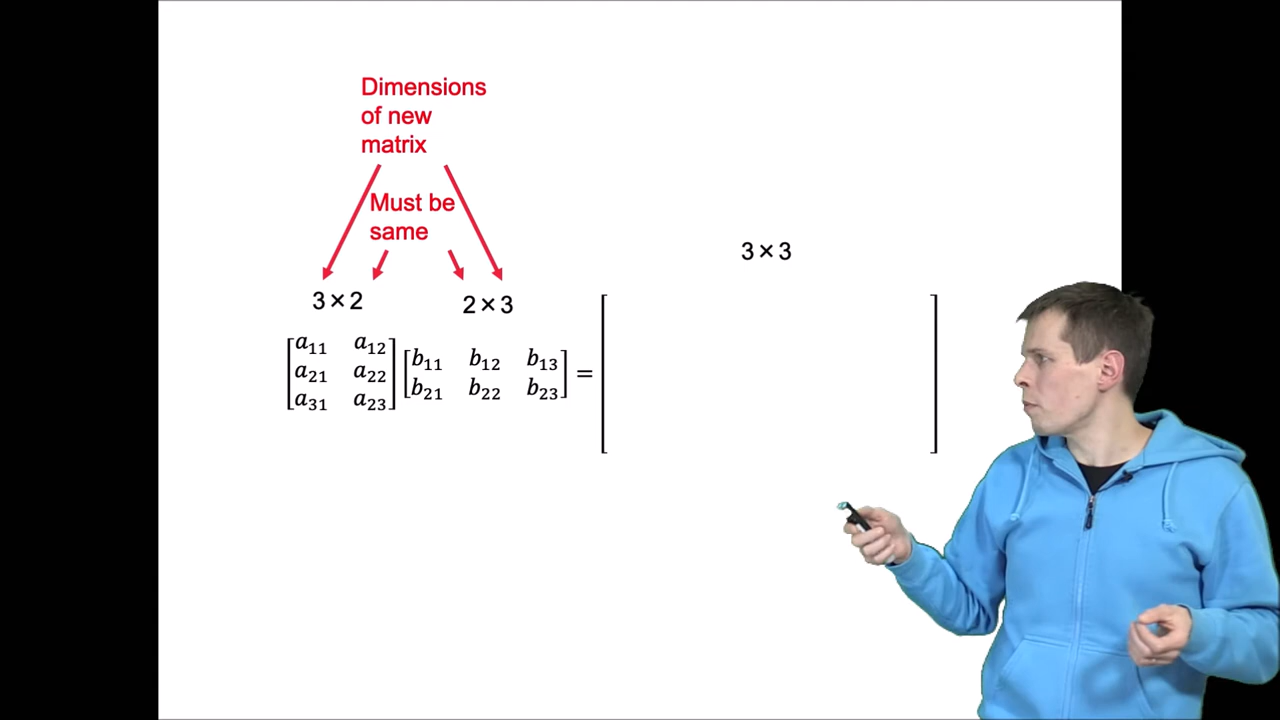 Dimensions
of new
matrix
Must be
same
3 × 2
2 × 3
3 × 3
a₁₁ a₁₂
a₂₁ a₂₂
a₃₁ a₂₃
b₁₁ b₁₂ b₁₃
b₂₁ b₂₂ b₂₃
=